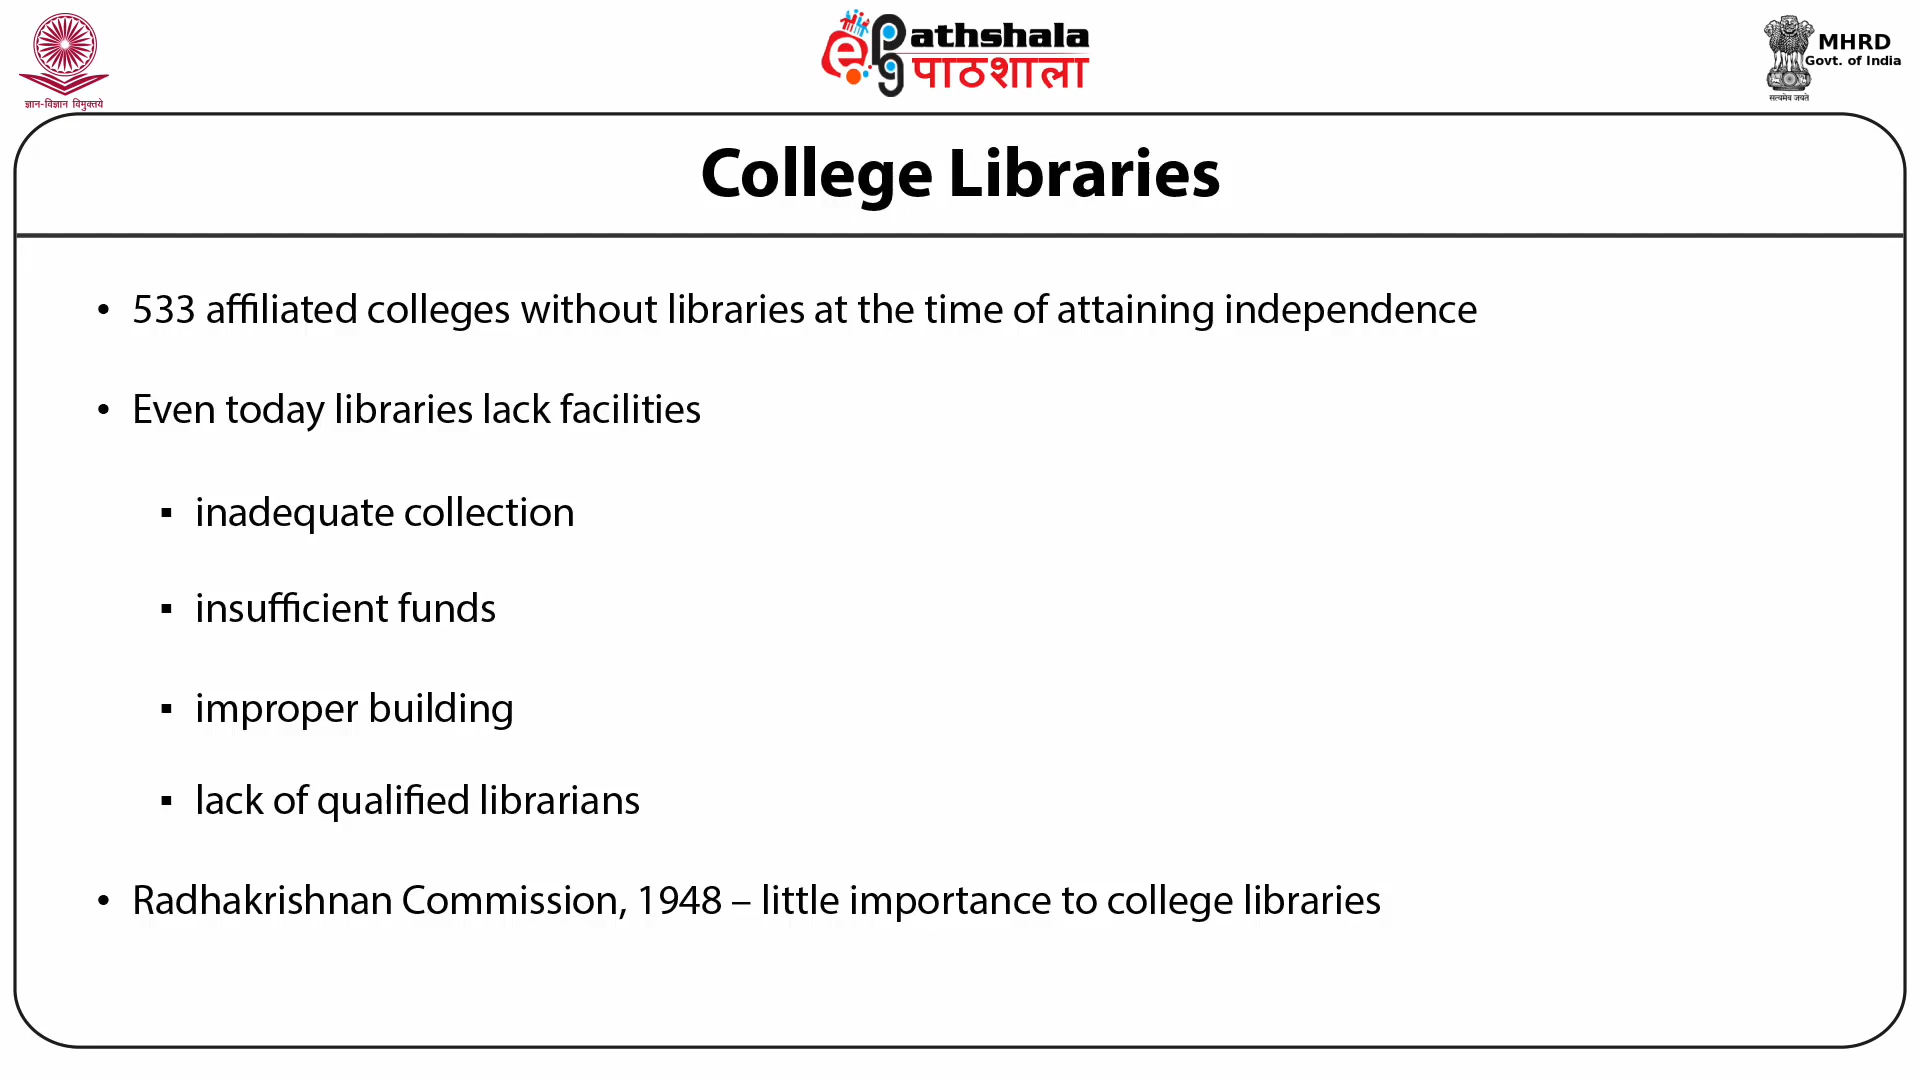 ज्ञान-विज्ञान विमुक्तये
e Pathshala
पाठशाला
MHRD
Govt. of India
सत्यमेव जयते
College Libraries
• 533 affiliated colleges without libraries at the time of attaining independence
• Even today libraries lack facilities
▪ inadequate collection
▪ insufficient funds
▪ improper building
▪ lack of qualified librarians
• Radhakrishnan Commission, 1948 – little importance to college libraries